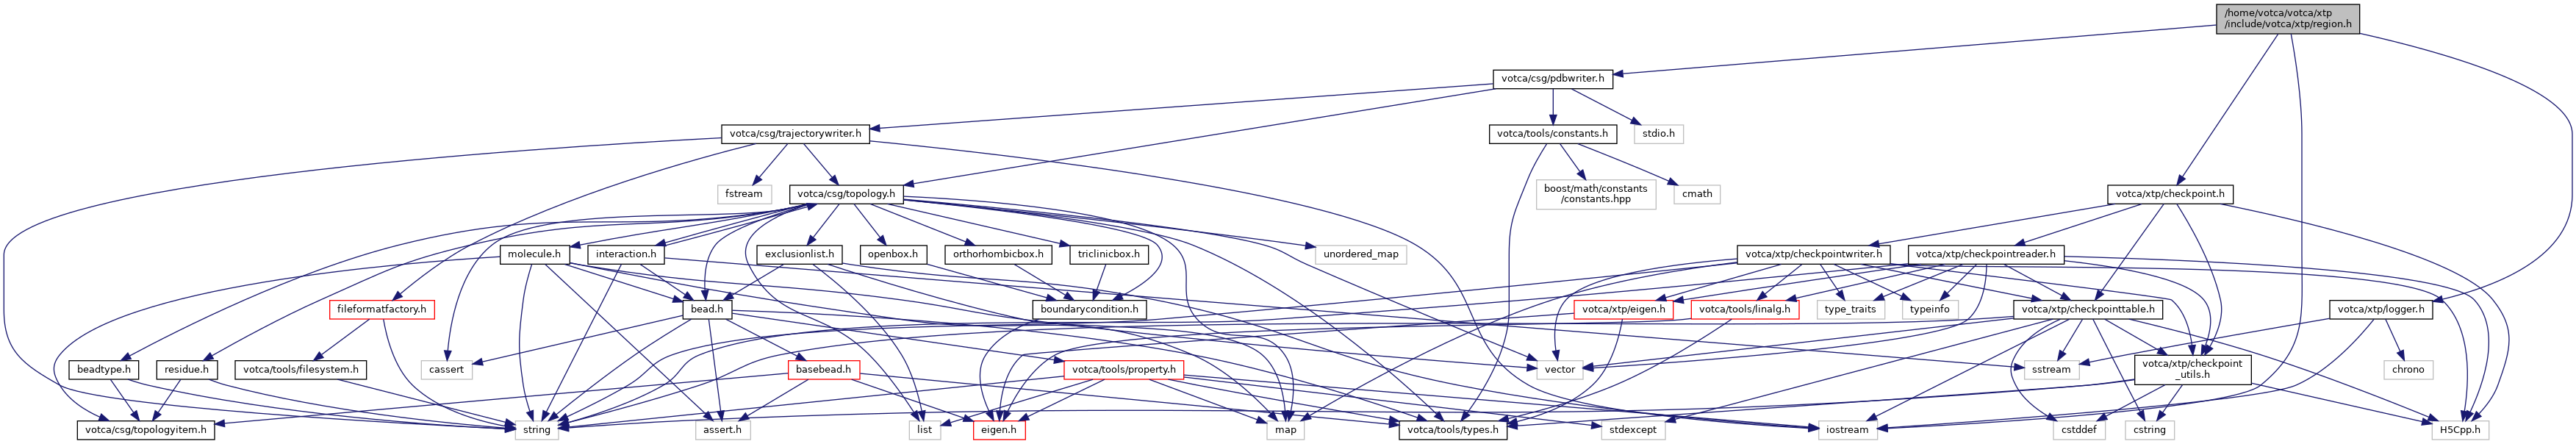 /home/votca/votca/xtp
/include/votca/xtp/region.h
votca/csg/pdbwriter.h
votca/csg/trajectorywriter.h
votca/tools/constants.h
stdio.h
fstream
votca/csg/topology.h
boost/math/constants
/constants.hpp
cmath
votca/xtp/checkpoint.h
molecule.h
interaction.h
exclusionlist.h
openbox.h
orthorhombicbox.h
triclinicbox.h
unordered_map
votca/xtp/checkpointwriter.h
votca/xtp/checkpointreader.h
fileformatfactory.h
bead.h
boundarycondition.h
votca/xtp/eigen.h
votca/tools/linalg.h
type_traits
typeinfo
votca/xtp/checkpointtable.h
votca/xtp/logger.h
beadtype.h
residue.h
votca/tools/filesystem.h
cassert
basebead.h
votca/tools/property.h
vector
sstream
votca/xtp/checkpoint
_utils.h
chrono
votca/csg/topologyitem.h
string
assert.h
list
eigen.h
map
votca/tools/types.h
stdexcept
iostream
cstddef
cstring
H5Cpp.h